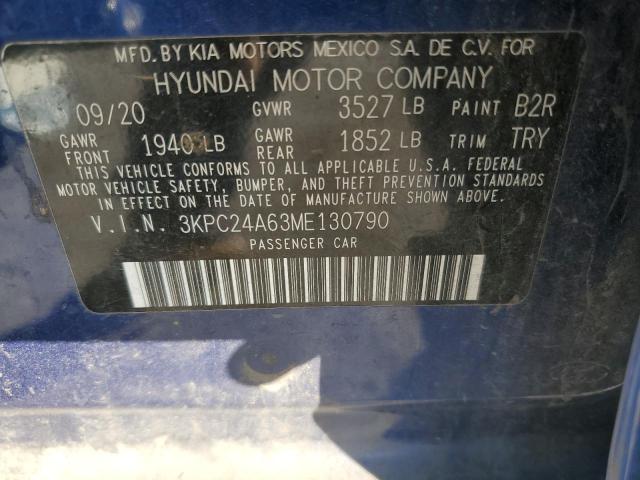 MFD. BY KIA MOTORS MEXICO S.A. DE C.V. FOR
HYUNDAI MOTOR COMPANY
09/20 GVWR 3527 LB PAINT B2R
GAWR FRONT 1940 LB GAWR REAR 1852 LB TRIM TRY
THIS VEHICLE CONFORMS TO ALL APPLICABLE U.S.A. FEDERAL
MOTOR VEHICLE SAFETY, BUMPER, AND THEFT PREVENTION STANDARDS
IN EFFECT ON THE DATE OF MANUFACTURE SHOWN ABOVE.
V.I.N. 3KPC24A63ME130790
PASSENGER CAR